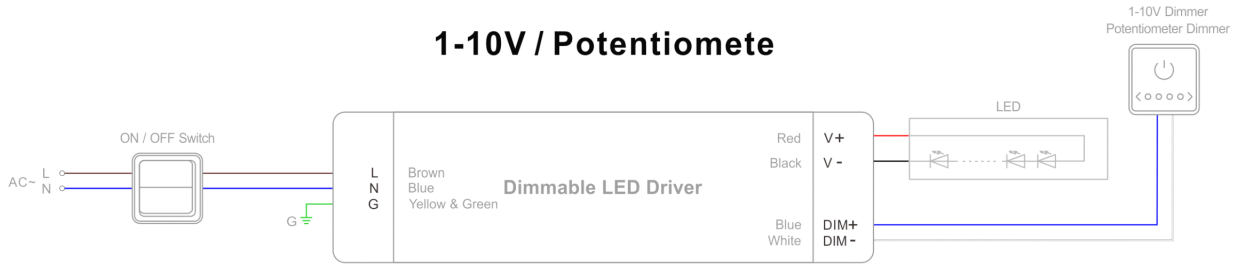 1-10V Dimmer
Potentiometer Dimmer
1-10V / Potentiomete
LED
ON / OFF Switch
Red V+
Black V -
AC~ L
N
L Brown
N Blue
G Yellow & Green
Dimmable LED Driver
G
Blue DIM+
White DIM -